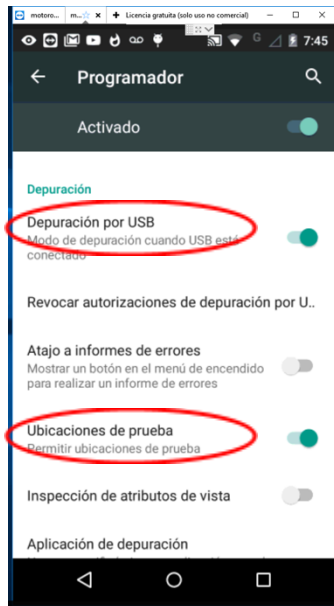 motoro... m... Licencia gratuita (solo uso no comercial)
G 7:45
Programador
Activado
Depuración
Depuración por USB
Modo de depuración cuando USB está
conectado
Revocar autorizaciones de depuración por U..
Atajo a informes de errores
Mostrar un botón en el menú de encendido
para realizar un informe de errores
Ubicaciones de prueba
Permitir ubicaciones de prueba
Inspección de atributos de vista
Aplicación de depuración